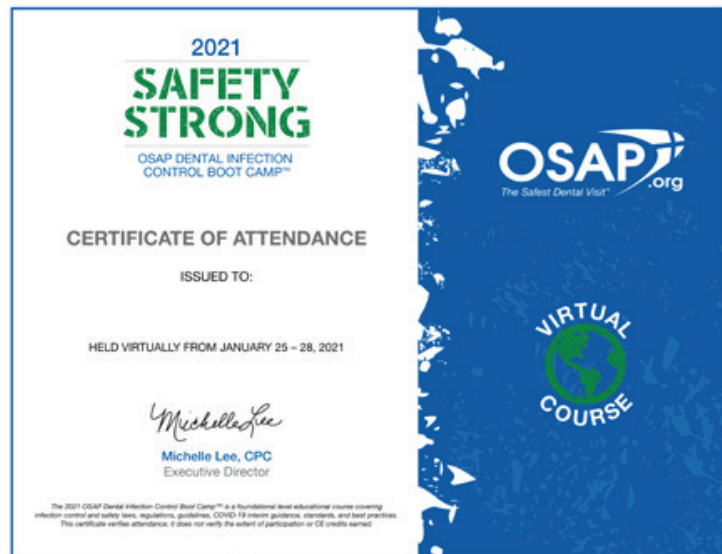 2021
SAFETY
STRONG
OSAP DENTAL INFECTION
CONTROL BOOT CAMP™
CERTIFICATE OF ATTENDANCE
ISSUED TO:
HELD VIRTUALLY FROM JANUARY 25 – 28, 2021
Michelle Lee
Michelle Lee, CPC
Executive Director
The 2021 OSAP Dental Infection Control Boot Camp™ is a foundational level educational course covering
infection control and safety laws, regulations, guidelines, COVID-19 interim guidance, standards, and best practices.
This certificate verifies attendance; it does not verify the extent of participation or CE credits earned.
OSAP.org
The Safest Dental Visit™
VIRTUAL
COURSE